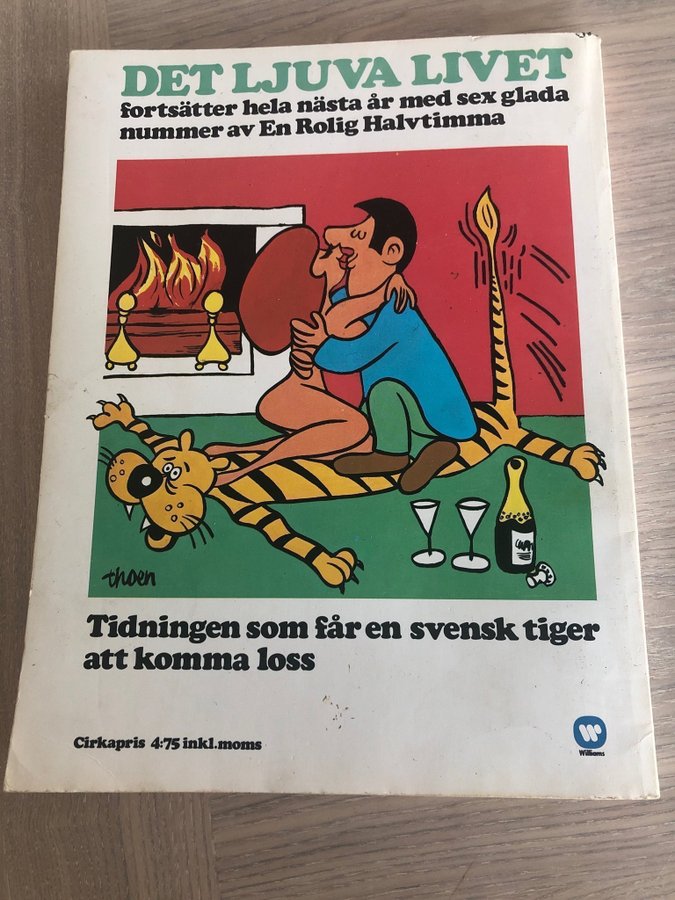 DET LJUVA LIVET
fortsätter hela nästa år med sex glada
nummer av En Rolig Halvtimma
thoen
Tidningen som får en svensk tiger
att komma loss
Cirkapris 4:75 inkl.moms
W
Williams